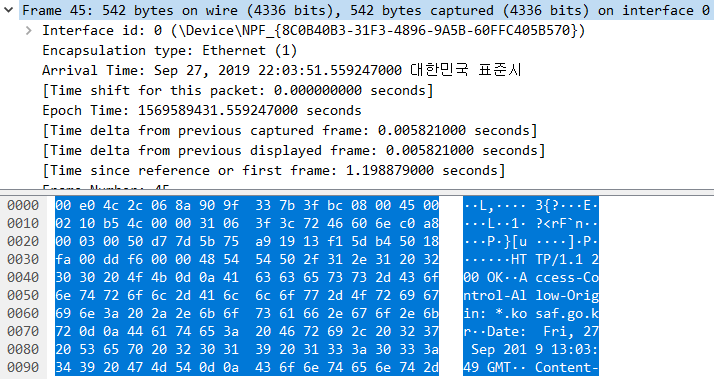 Frame 45: 542 bytes on wire (4336 bits), 542 bytes captured (4336 bits) on interface 0
Interface id: 0 (\Device\NPF_{8C0B40B3-31F3-4896-9A5B-60FFC405B570})
Encapsulation type: Ethernet (1)
Arrival Time: Sep 27, 2019 22:03:51.559247000 대한민국 표준시
[Time shift for this packet: 0.000000000 seconds]
Epoch Time: 1569589431.559247000 seconds
[Time delta from previous captured frame: 0.005821000 seconds]
[Time delta from previous displayed frame: 0.005821000 seconds]
[Time since reference or first frame: 1.198879000 seconds]
Frame Number: 45
0000 00 e0 4c 2c 06 8a 90 9f 33 7b 3f bc 08 00 45 00 ··L,···· 3{?···E·
0010 02 10 b5 4c 00 00 31 06 3f 3c 72 46 60 6e c0 a8 ···L··1· ?<rF`n··
0020 00 03 00 50 d7 7d 5b 75 a9 19 13 f1 5d b4 50 18 ···P·}[u ····]·P·
0030 fa 00 dd f6 00 00 48 54 54 50 2f 31 2e 31 20 32 ······HT TP/1.1 2
0040 30 30 20 4f 4b 0d 0a 41 63 63 65 73 73 2d 43 6f 00 OK··A ccess-Co
0050 6e 74 72 6f 6c 2d 41 6c 6c 6f 77 2d 4f 72 69 67 ntrol-Al low-Orig
0060 69 6e 3a 20 2a 2e 6b 6f 73 61 66 2e 67 6f 2e 6b in: *.ko saf.go.k
0070 72 0d 0a 44 61 74 65 3a 20 46 72 69 2c 20 32 37 r··Date: Fri, 27
0080 20 53 65 70 20 32 30 31 39 20 31 33 3a 30 33 3a Sep 201 9 13:03:
0090 34 39 20 47 4d 54 0d 0a 43 6f 6e 74 65 6e 74 2d 49 GMT·· Content-